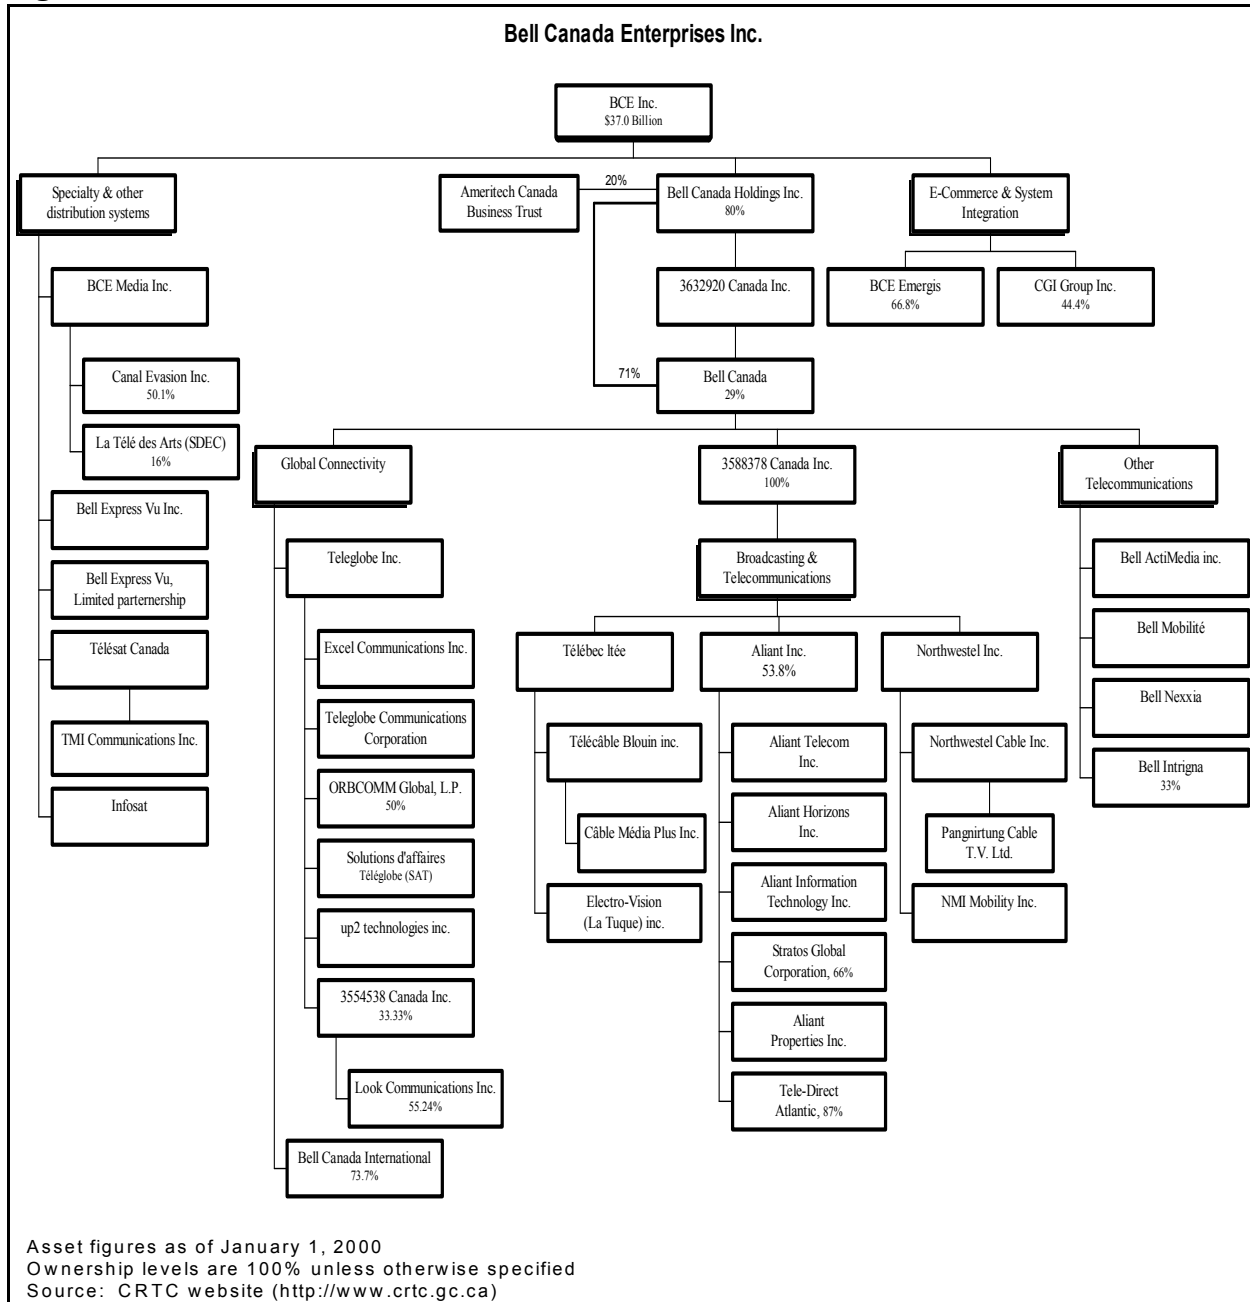 Bell Canada Enterprises Inc.
BCE Inc.
$37.0 Billion
Specialty & other
distribution systems
Ameritech Canada
Business Trust
20%
Bell Canada Holdings Inc.
80%
E-Commerce & System
Integration
BCE Media Inc.
3632920 Canada Inc.
BCE Emergis
66.8%
CGI Group Inc.
44.4%
Canal Evasion Inc.
50.1%
71%
Bell Canada
29%
La Télé des Arts (SDEC)
16%
Global Connectivity
3588378 Canada Inc.
100%
Other
Telecommunications
Bell Express Vu Inc.
Teleglobe Inc.
Broadcasting &
Telecommunications
Bell ActiMedia inc.
Bell Express Vu,
Limited parternership
Télésat Canada
Excel Communications Inc.
Télébec ltée
Aliant Inc.
53.8%
Northwestel Inc.
Bell Mobilité
TMI Communications Inc.
Teleglobe Communications
Corporation
Télécâble Blouin inc.
Aliant Telecom
Inc.
Northwestel Cable Inc.
Bell Nexxia
Infosat
ORBCOMM Global, L.P.
50%
Bell Intrigna
33%
Câble Média Plus Inc.
Aliant Horizons
Inc.
Pangnirtung Cable
T.V. Ltd.
Solutions d'affaires
Téléglobe (SAT)
Electro-Vision
(La Tuque) inc.
Aliant Information
Technology Inc.
NMI Mobility Inc.
up2 technologies inc.
Stratos Global
Corporation, 66%
3554538 Canada Inc.
33.33%
Aliant
Properties Inc.
Look Communications Inc.
55.24%
Tele-Direct
Atlantic, 87%
Bell Canada International
73.7%
Asset figures as of January 1, 2000
Ownership levels are 100% unless otherwise specified
Source: CRTC website (http://www.crtc.gc.ca)